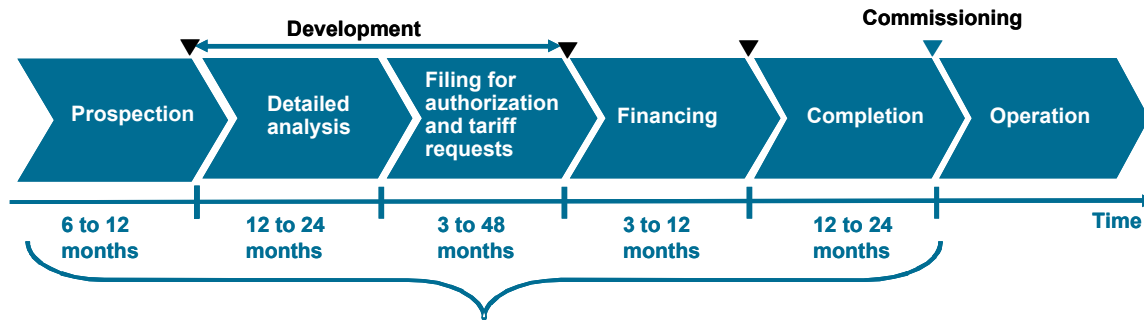 Development
Commissioning
Prospection
Detailed
analysis
Filing for
authorization
and tariff
requests
Financing
Completion
Operation
6 to 12
months
12 to 24
months
3 to 48
months
3 to 12
months
12 to 24
months
Time